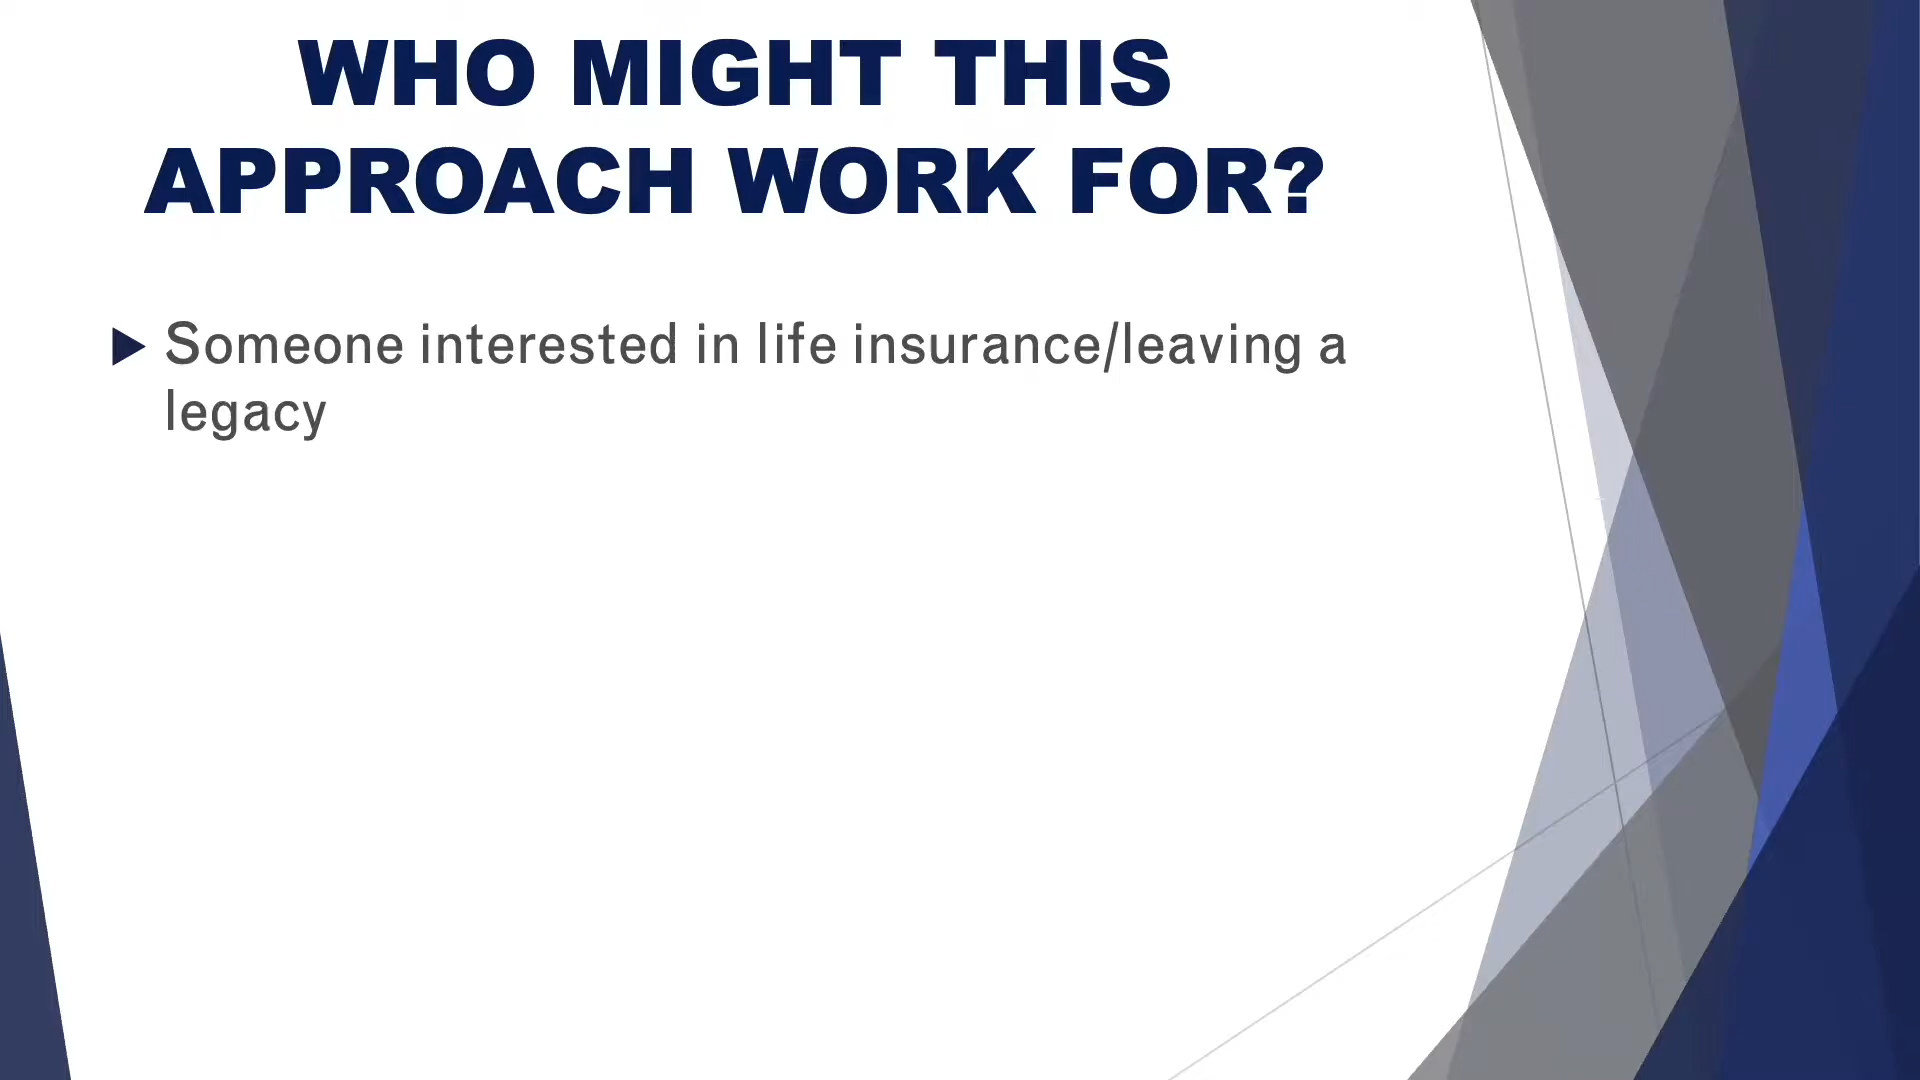 WHO MIGHT THIS
APPROACH WORK FOR?
Someone interested in life insurance/leaving a
legacy